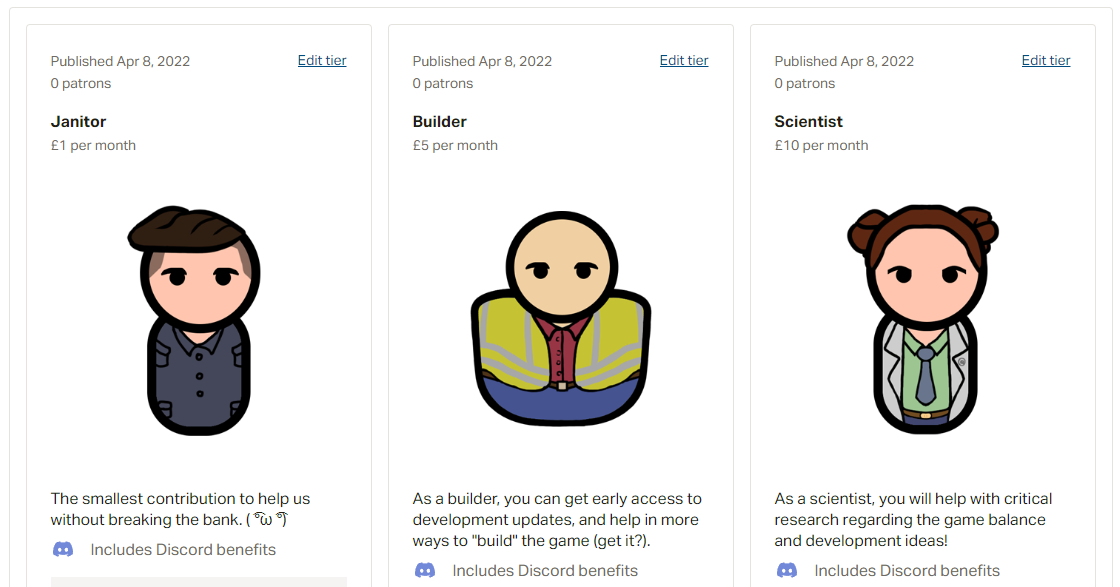 Published Apr 8, 2022
Edit tier
0 patrons
Janitor
£1 per month
The smallest contribution to help us
without breaking the bank. ( ͡°ω ͡°)
Includes Discord benefits
Published Apr 8, 2022
Edit tier
0 patrons
Builder
£5 per month
As a builder, you can get early access to
development updates, and help in more
ways to "build" the game (get it?).
Includes Discord benefits
Published Apr 8, 2022
Edit tier
0 patrons
Scientist
£10 per month
As a scientist, you will help with critical
research regarding the game balance
and development ideas!
Includes Discord benefits